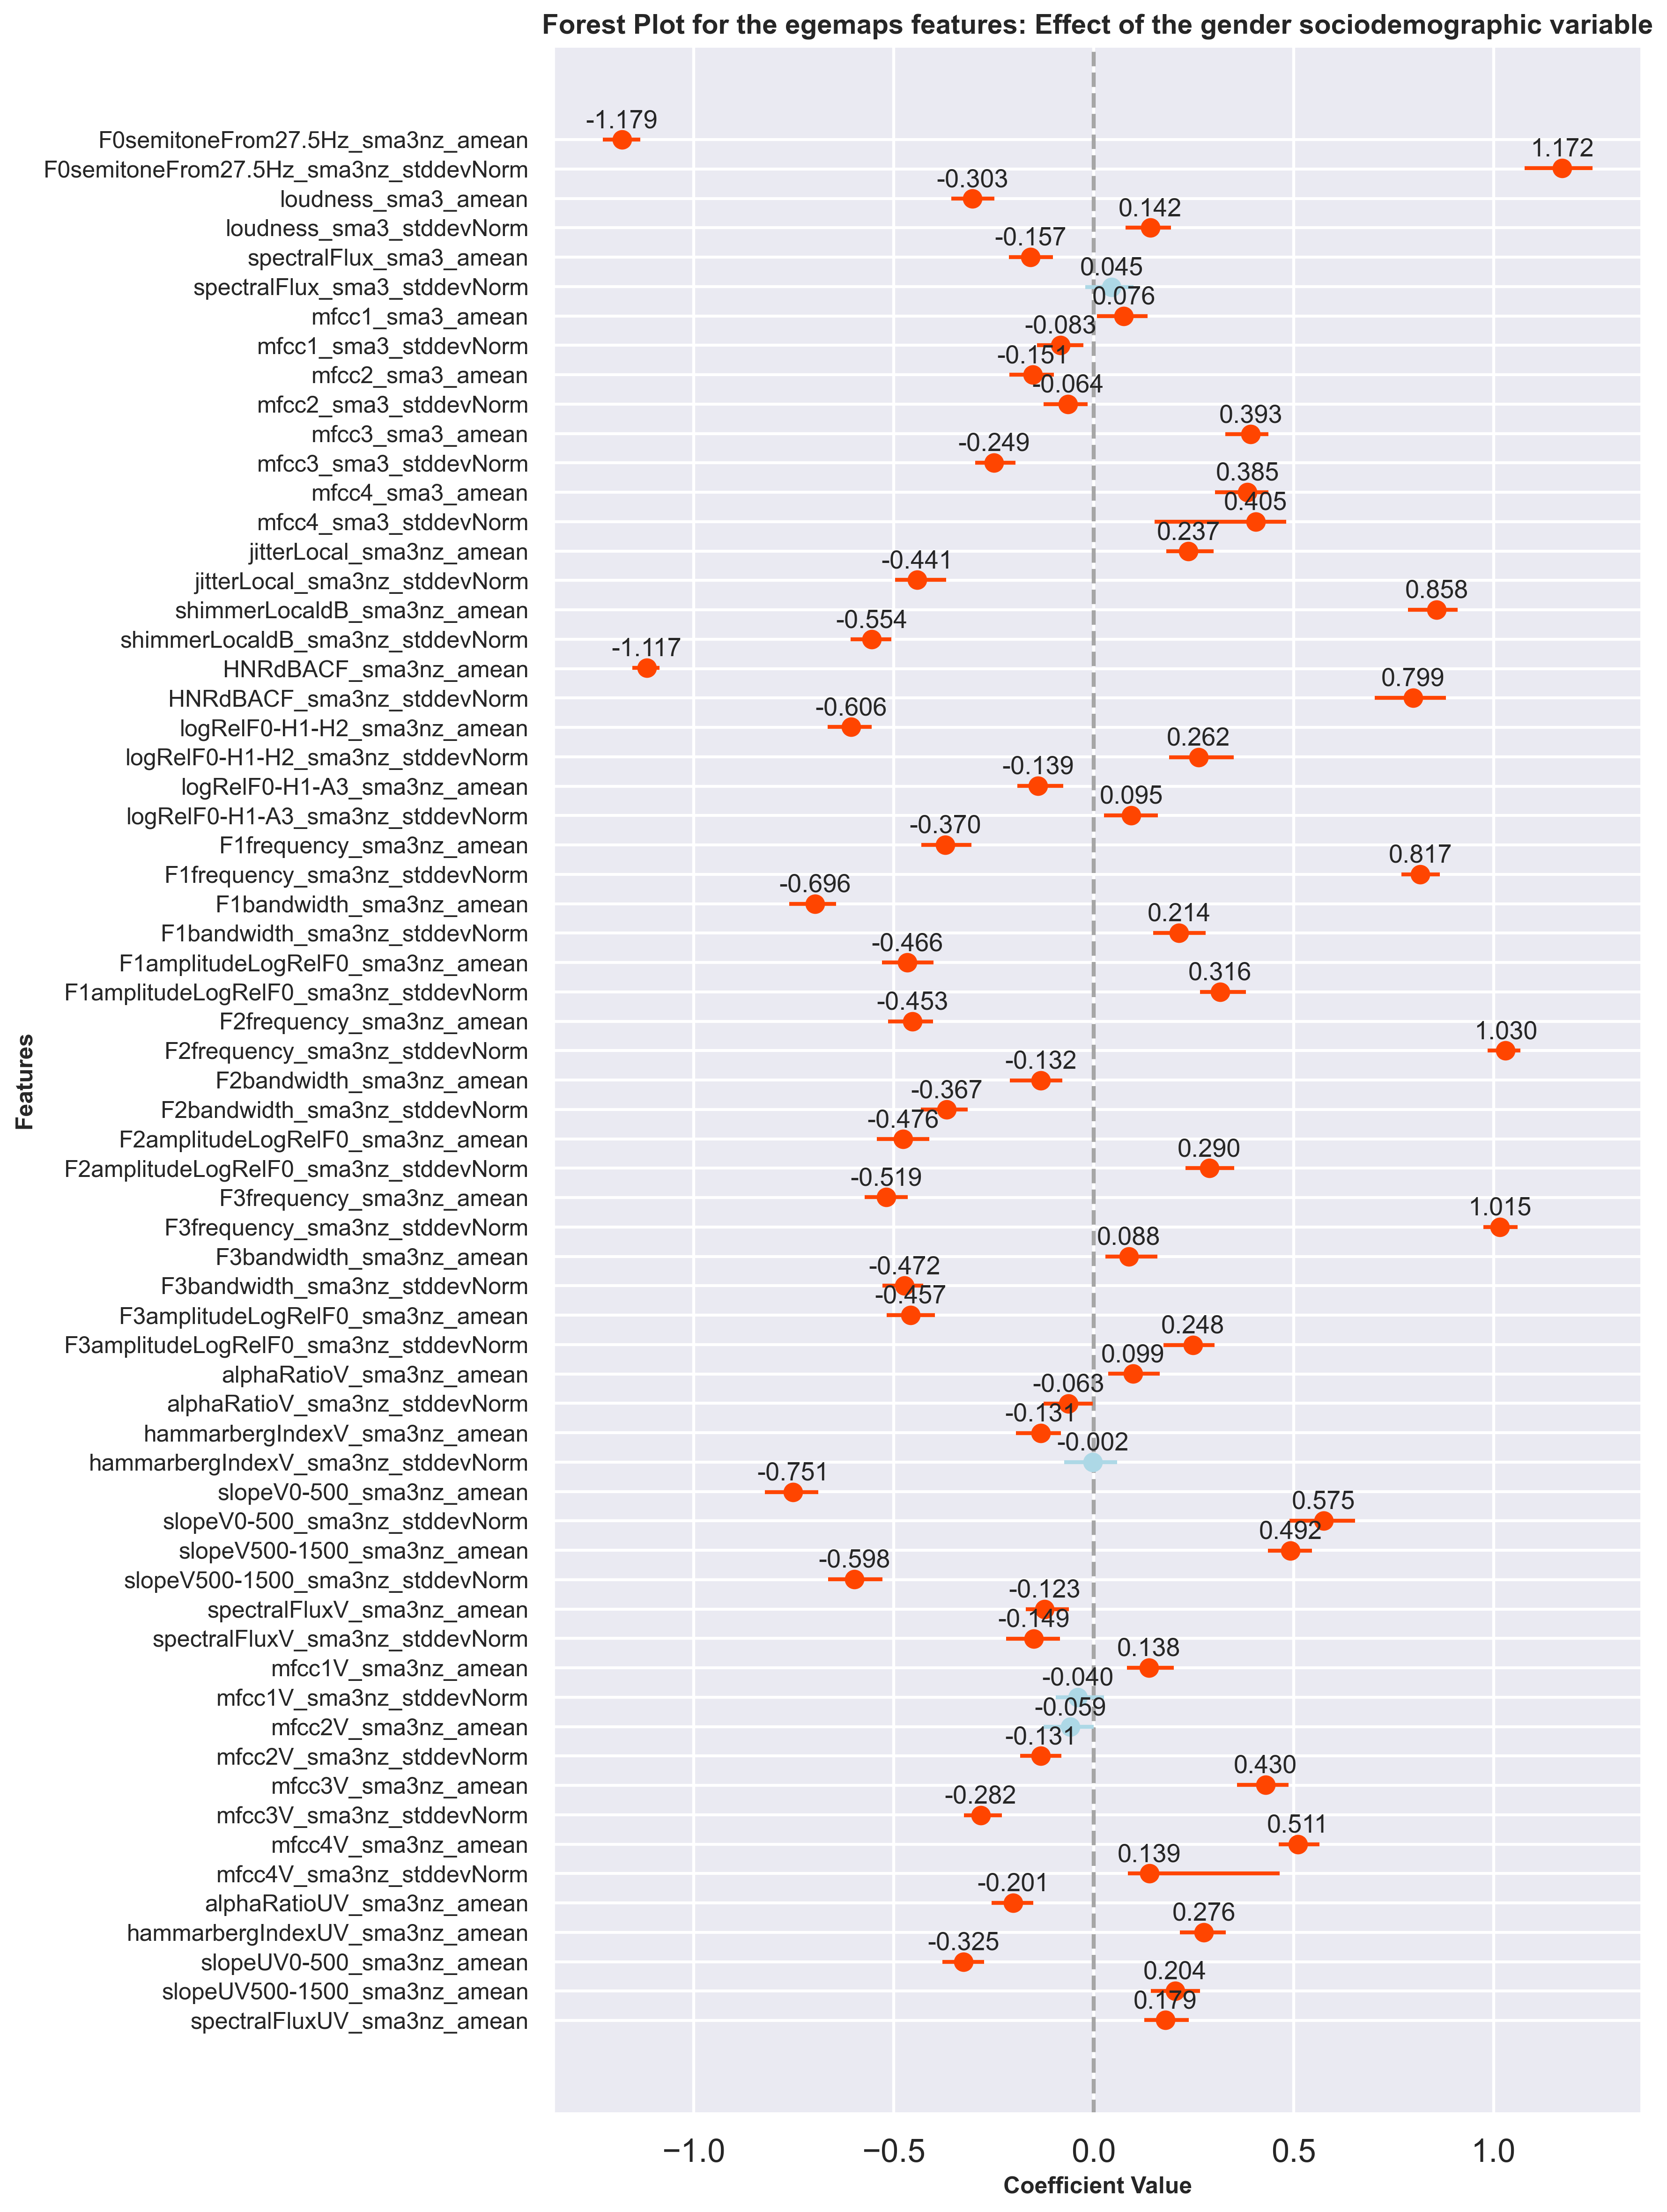 Forest Plot for the egemaps features: Effect of the gender sociodemographic variable
F0semitoneFrom27.5Hz_sma3nz_amean -1.179
F0semitoneFrom27.5Hz_sma3nz_stddevNorm 1.172
loudness_sma3_amean -0.303
loudness_sma3_stddevNorm 0.142
spectralFlux_sma3_amean -0.157
spectralFlux_sma3_stddevNorm 0.045
mfcc1_sma3_amean 0.076
mfcc1_sma3_stddevNorm -0.083
mfcc2_sma3_amean -0.151
mfcc2_sma3_stddevNorm -0.064
mfcc3_sma3_amean 0.393
mfcc3_sma3_stddevNorm -0.249
mfcc4_sma3_amean 0.385
mfcc4_sma3_stddevNorm 0.405
jitterLocal_sma3nz_amean 0.237
jitterLocal_sma3nz_stddevNorm -0.441
shimmerLocaldB_sma3nz_amean 0.858
shimmerLocaldB_sma3nz_stddevNorm -0.554
HNRdBACF_sma3nz_amean -1.117
HNRdBACF_sma3nz_stddevNorm 0.799
logRelF0-H1-H2_sma3nz_amean -0.606
logRelF0-H1-H2_sma3nz_stddevNorm 0.262
logRelF0-H1-A3_sma3nz_amean -0.139
logRelF0-H1-A3_sma3nz_stddevNorm 0.095
F1frequency_sma3nz_amean -0.370
F1frequency_sma3nz_stddevNorm 0.817
F1bandwidth_sma3nz_amean -0.696
F1bandwidth_sma3nz_stddevNorm 0.214
F1amplitudeLogRelF0_sma3nz_amean -0.466
F1amplitudeLogRelF0_sma3nz_stddevNorm 0.316
F2frequency_sma3nz_amean -0.453
F2frequency_sma3nz_stddevNorm 1.030
F2bandwidth_sma3nz_amean -0.132
F2bandwidth_sma3nz_stddevNorm -0.367
F2amplitudeLogRelF0_sma3nz_amean -0.476
F2amplitudeLogRelF0_sma3nz_stddevNorm 0.290
F3frequency_sma3nz_amean -0.519
F3frequency_sma3nz_stddevNorm 1.015
F3bandwidth_sma3nz_amean 0.088
F3bandwidth_sma3nz_stddevNorm -0.472
F3amplitudeLogRelF0_sma3nz_amean -0.457
F3amplitudeLogRelF0_sma3nz_stddevNorm 0.248
alphaRatioV_sma3nz_amean 0.099
alphaRatioV_sma3nz_stddevNorm -0.063
hammarbergIndexV_sma3nz_amean -0.131
hammarbergIndexV_sma3nz_stddevNorm -0.002
slopeV0-500_sma3nz_amean -0.751
slopeV0-500_sma3nz_stddevNorm 0.575
slopeV500-1500_sma3nz_amean 0.492
slopeV500-1500_sma3nz_stddevNorm -0.598
spectralFluxV_sma3nz_amean -0.123
spectralFluxV_sma3nz_stddevNorm -0.149
mfcc1V_sma3nz_amean 0.138
mfcc1V_sma3nz_stddevNorm -0.040
mfcc2V_sma3nz_amean -0.059
mfcc2V_sma3nz_stddevNorm -0.131
mfcc3V_sma3nz_amean 0.430
mfcc3V_sma3nz_stddevNorm -0.282
mfcc4V_sma3nz_amean 0.511
mfcc4V_sma3nz_stddevNorm 0.139
alphaRatioUV_sma3nz_amean -0.201
hammarbergIndexUV_sma3nz_amean 0.276
slopeUV0-500_sma3nz_amean -0.325
slopeUV500-1500_sma3nz_amean 0.204
spectralFluxUV_sma3nz_amean 0.179
Features
−1.0 −0.5 0.0 0.5 1.0
Coefficient Value